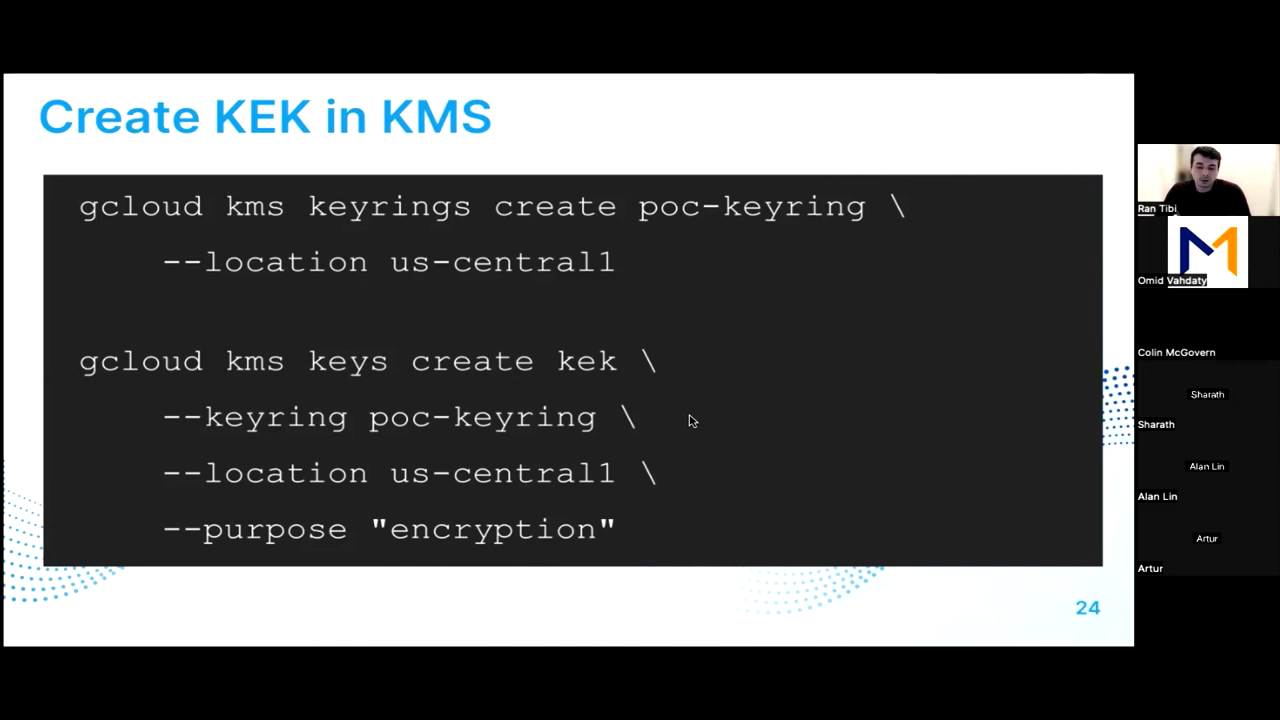 Create KEK in KMS
gcloud kms keyrings create poc-keyring \
--location us-central1
gcloud kms keys create kek \
--keyring poc-keyring \
--location us-central1 \
--purpose "encryption"
24
Ran Tibi
Omid Vahdaty
Colin McGovern
Sharath
Sharath
Alan Lin
Alan Lin
Artur
Artur